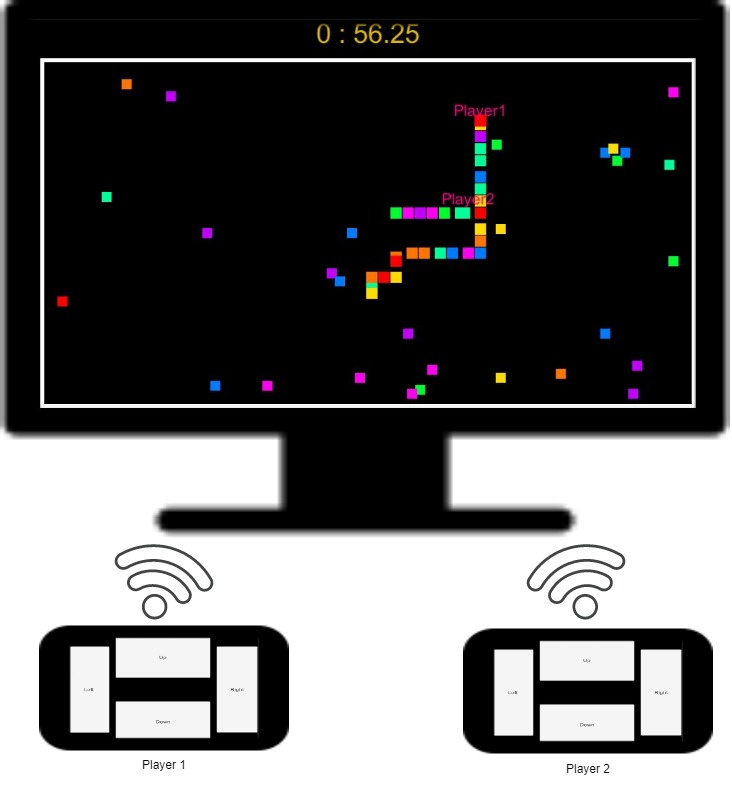 0 : 56.25
Player1
Player2
Up
Left
Right
Down
Player 1
Up
Left
Right
Down
Player 2